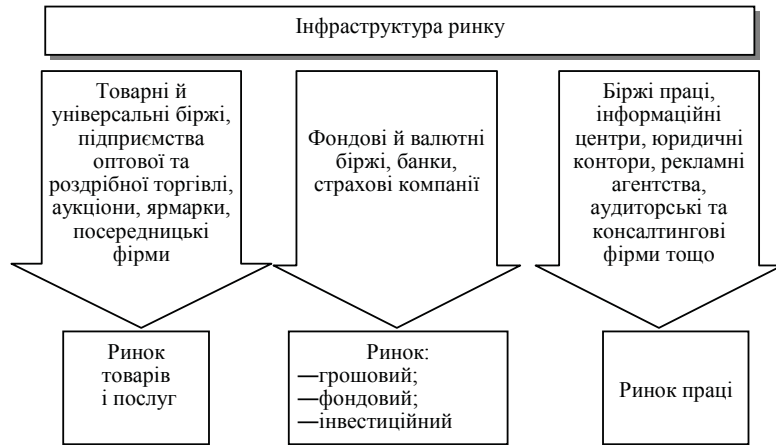 Інфраструктура ринку
Товарні й
універсальні біржі,
підприємства
оптової та
роздрібної торгівлі,
аукціони, ярмарки,
посередницькі
фірми
Фондові й валютні
біржі, банки,
страхові компанії
Біржі праці,
інформаційні
центри, юридичні
контори, рекламні
агентства,
аудиторські та
консалтингові
фірми тощо
Ринок
товарів
і послуг
Ринок:
—грошовий;
—фондовий;
—інвестиційний
Ринок праці